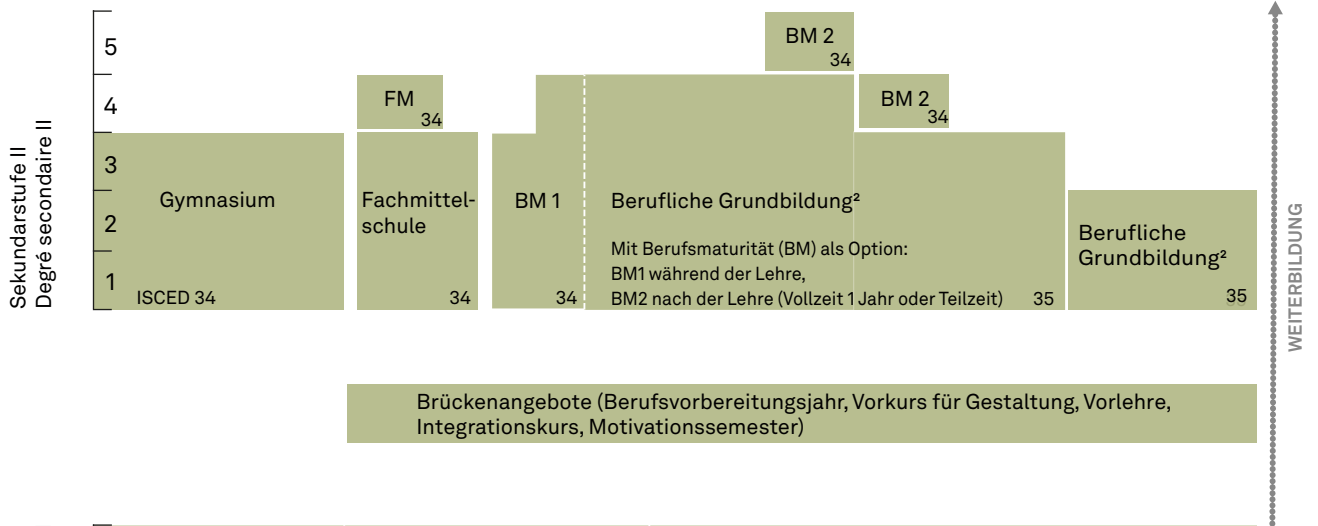 Sekundarstufe II
Degré secondaire II
5
4
3
2
1
BM 2
34
FM
34
BM 2
34
Gymnasium
ISCED 34
Fachmittel-
schule
34
BM 1
34
Berufliche Grundbildung²
Mit Berufsmaturität (BM) als Option:
BM1 während der Lehre,
BM2 nach der Lehre (Vollzeit 1 Jahr oder Teilzeit)
35
Berufliche
Grundbildung²
35
WEITERBILDUNG
Brückenangebote (Berufsvorbereitungsjahr, Vorkurs für Gestaltung, Vorlehre,
Integrationskurs, Motivationssemester)